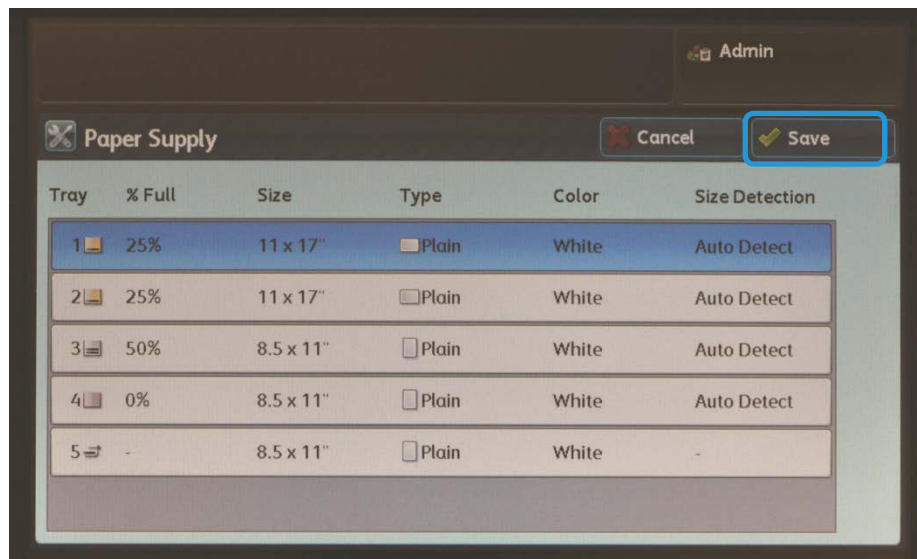 Admin
Paper Supply Cancel Save
Tray % Full Size Type Color Size Detection
1 25% 11 x 17" Plain White Auto Detect
2 25% 11 x 17" Plain White Auto Detect
3 50% 8.5 x 11" Plain White Auto Detect
4 0% 8.5 x 11" Plain White Auto Detect
5 - 8.5 x 11" Plain White -